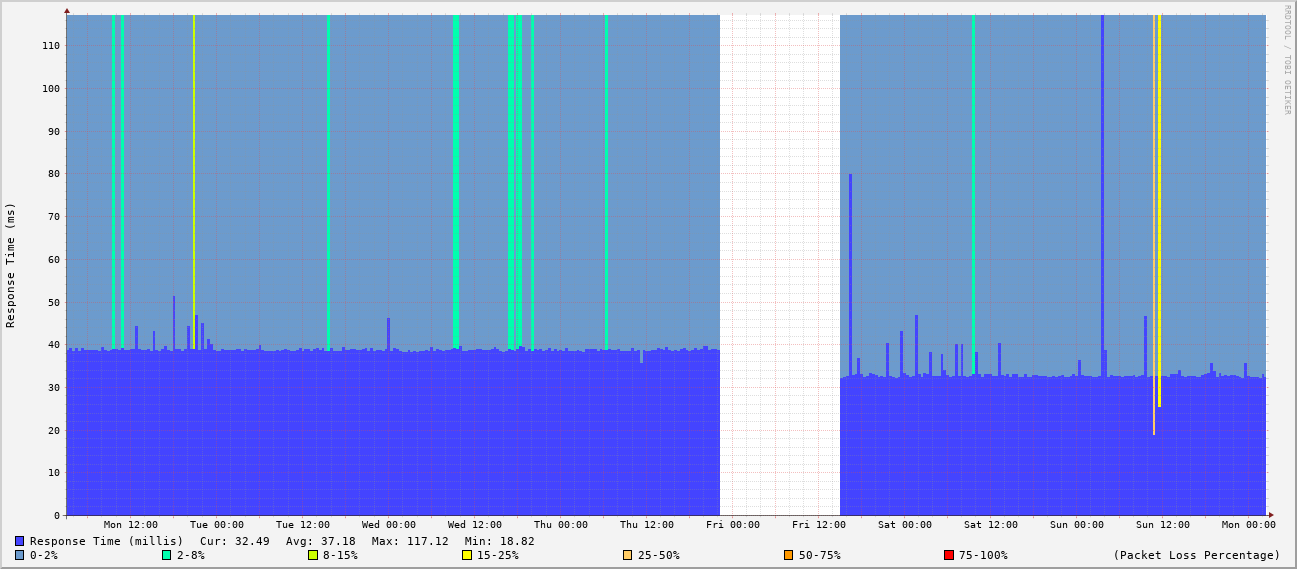 RRDTOOL / TOBI OETIKER
Response Time (ms)
110
100
90
80
70
60
50
40
30
20
10
0
Mon 12:00 Tue 00:00 Tue 12:00 Wed 00:00 Wed 12:00 Thu 00:00 Thu 12:00 Fri 00:00 Fri 12:00 Sat 00:00 Sat 12:00 Sun 00:00 Sun 12:00 Mon 00:00
Response Time (millis) Cur: 32.49 Avg: 37.18 Max: 117.12 Min: 18.82
0-2% 2-8% 8-15% 15-25% 25-50% 50-75% 75-100% (Packet Loss Percentage)